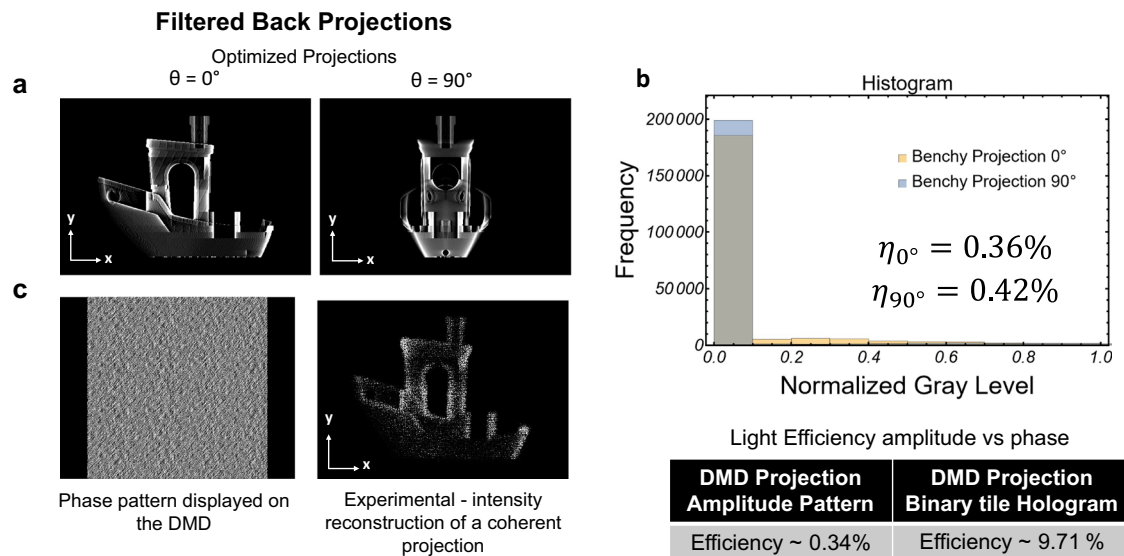 Filtered Back Projections
Optimized Projections
θ = 0°
θ = 90°
a
y
x
y
x
c
y
x
Phase pattern displayed on
the DMD
Experimental - intensity
reconstruction of a coherent
projection
b
Histogram
Frequency
200 000
150 000
100 000
50 000
0
Benchy Projection 0°
Benchy Projection 90°
η0° = 0.36%
η90° = 0.42%
0.0 0.2 0.4 0.6 0.8 1.0
Normalized Gray Level
Light Efficiency amplitude vs phase
DMD Projection
Amplitude Pattern
DMD Projection
Binary tile Hologram
Efficiency ~ 0.34%
Efficiency ~ 9.71 %